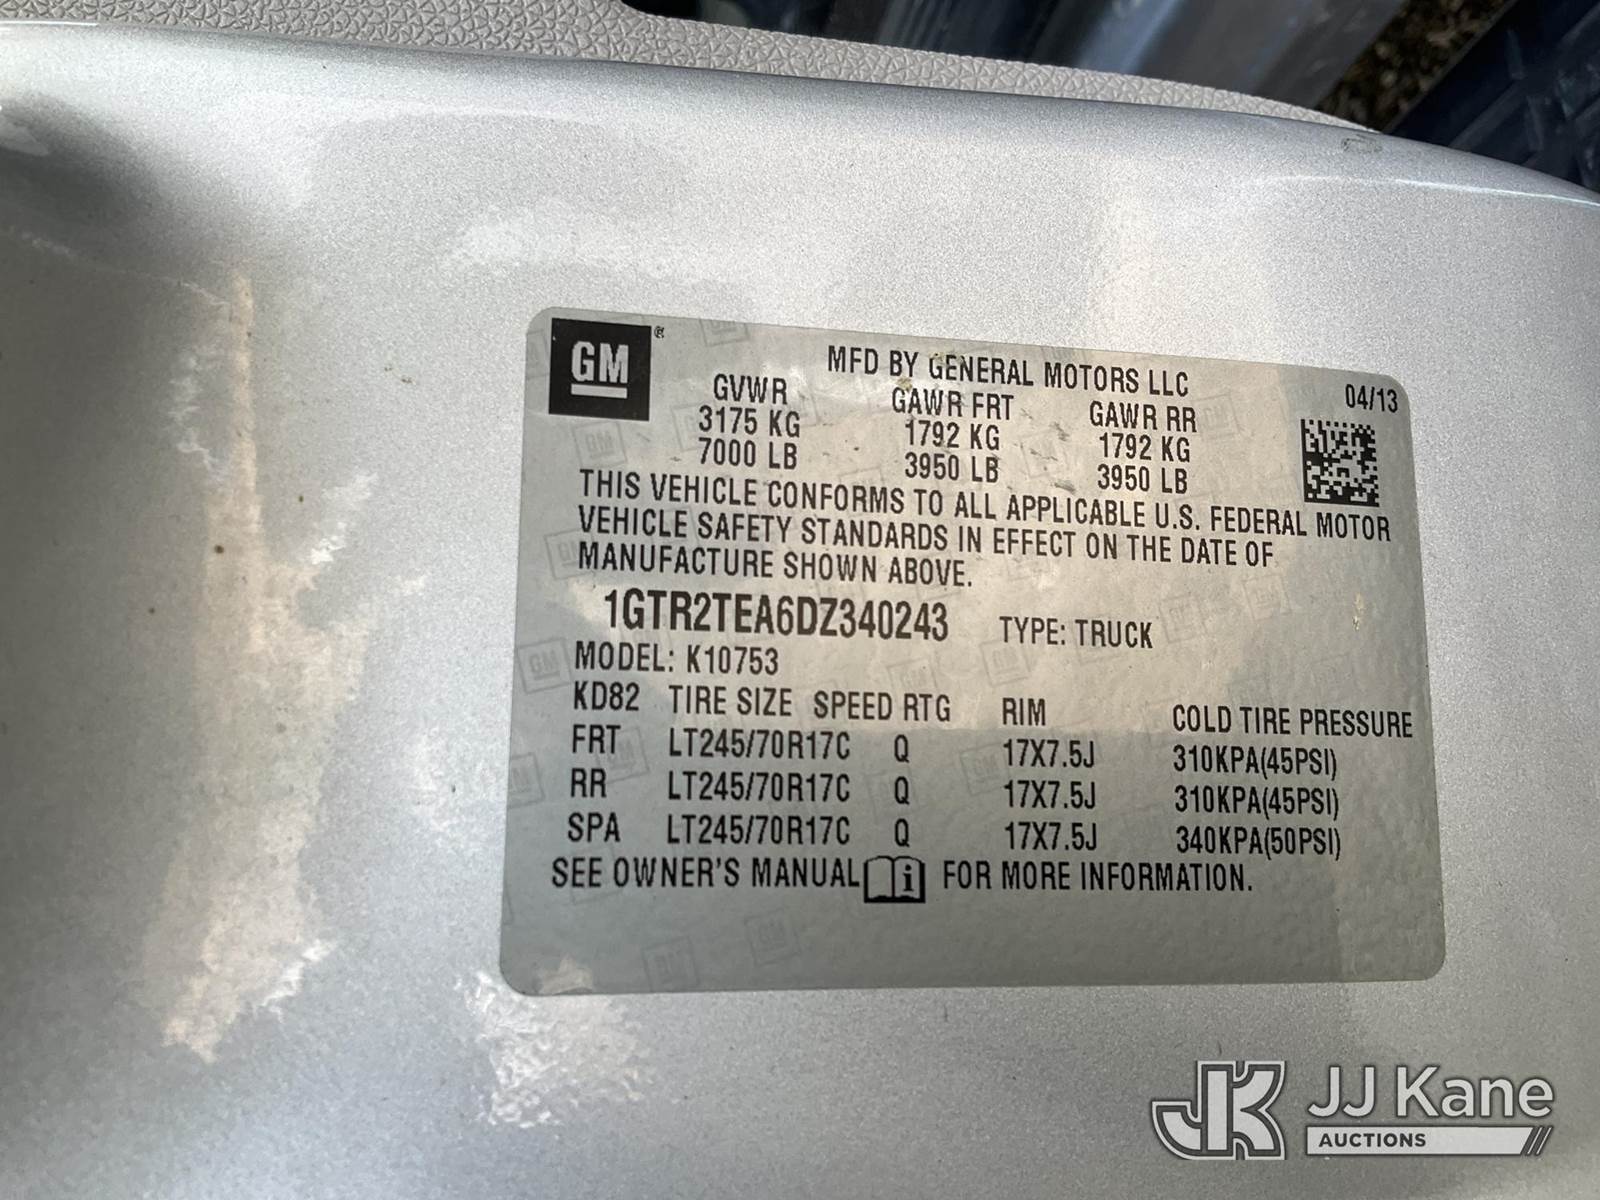 GM ®
MFD BY GENERAL MOTORS LLC 04/13
GVWR GAWR FRT GAWR RR
3175 KG 1792 KG 1792 KG
7000 LB 3950 LB 3950 LB
THIS VEHICLE CONFORMS TO ALL APPLICABLE U.S. FEDERAL MOTOR
VEHICLE SAFETY STANDARDS IN EFFECT ON THE DATE OF
MANUFACTURE SHOWN ABOVE.
1GTR2TEA6DZ340243 TYPE: TRUCK
MODEL: K10753
KD82 TIRE SIZE SPEED RTG RIM COLD TIRE PRESSURE
FRT LT245/70R17C Q 17X7.5J 310KPA(45PSI)
RR LT245/70R17C Q 17X7.5J 310KPA(45PSI)
SPA LT245/70R17C Q 17X7.5J 340KPA(50PSI)
SEE OWNER'S MANUAL i FOR MORE INFORMATION.
JK JJ Kane
AUCTIONS